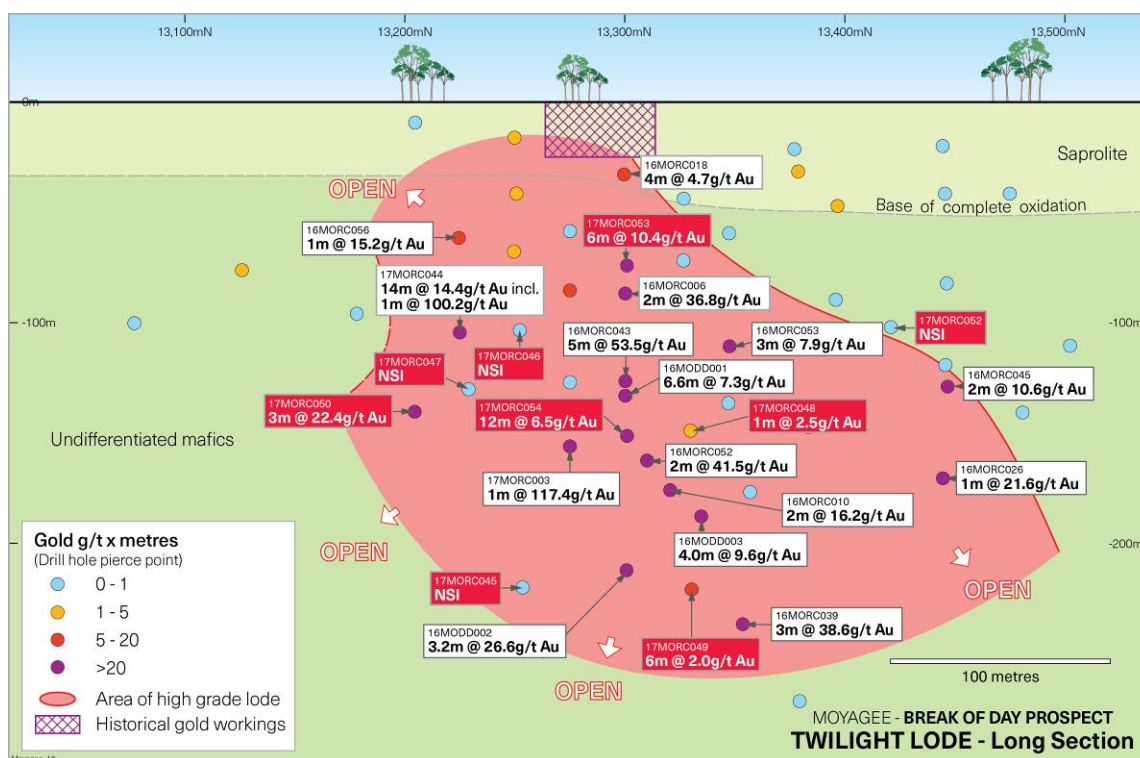 13,100mN
13,200mN
13,300mN
13,400mN
13,500mN
0m
Saprolite
16MORC018
4m @ 4.7g/t Au
OPEN
Base of complete oxidation
16MORC056
1m @ 15.2g/t Au
17MORC053
6m @ 10.4g/t Au
17MORC044
14m @ 14.4g/t Au incl.
1m @ 100.2g/t Au
16MORC006
2m @ 36.8g/t Au
-100m
-100m
17MORC052
NSI
16MORC043
5m @ 53.5g/t Au
16MORC053
3m @ 7.9g/t Au
17MORC047
NSI
17MORC046
NSI
16MODD001
6.6m @ 7.3g/t Au
16MORC045
2m @ 10.6g/t Au
17MORC050
3m @ 22.4g/t Au
17MORC054
12m @ 6.5g/t Au
17MORC048
1m @ 2.5g/t Au
Undifferentiated mafics
16MORC052
2m @ 41.5g/t Au
16MORC026
1m @ 21.6g/t Au
17MORC003
1m @ 117.4g/t Au
16MORC010
2m @ 16.2g/t Au
16MODD003
4.0m @ 9.6g/t Au
-200m
OPEN
OPEN
17MORC045
NSI
16MODD002
3.2m @ 26.6g/t Au
16MORC039
3m @ 38.6g/t Au
17MORC049
6m @ 2.0g/t Au
OPEN
100 metres
Gold g/t x metres
(Drill hole pierce point)
0 - 1
1 - 5
5 - 20
>20
Area of high grade lode
Historical gold workings
MOYAGEE - BREAK OF DAY PROSPECT
TWILIGHT LODE - Long Section